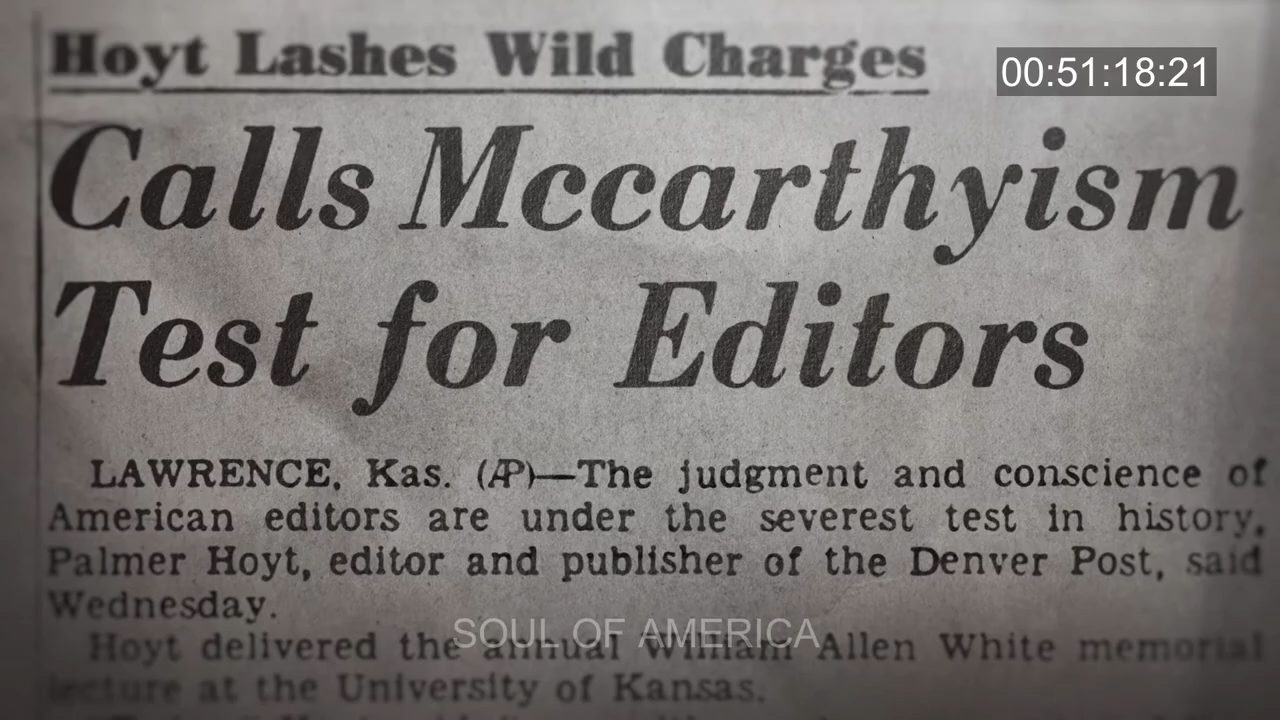 Hoyt Lashes Wild Charges
00:51:18:21
Calls Mccarthyism
Test for Editors
LAWRENCE, Kas. (AP)—The judgment and conscience of
American editors are under the severest test in history,
Palmer Hoyt, editor and publisher of the Denver Post, said
Wednesday.
SOUL OF AMERICA
Hoyt delivered the annual William Allen White memorial
lecture at the University of Kansas.